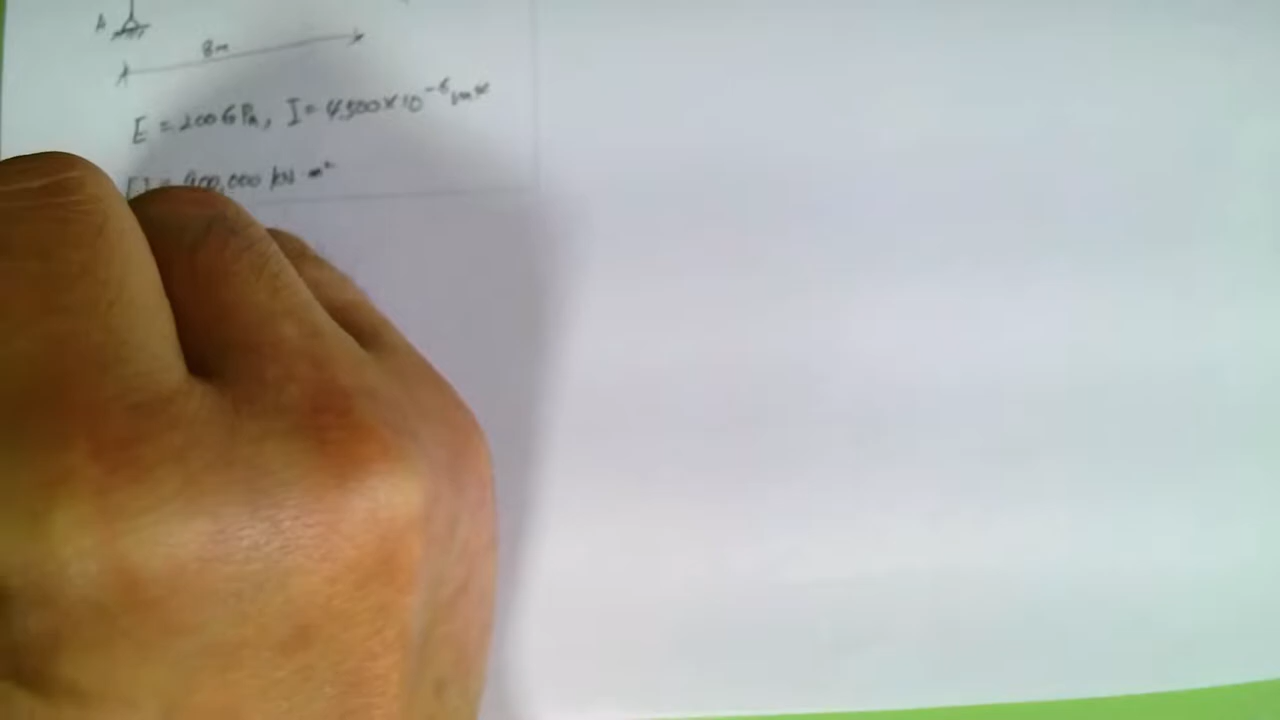 A
8m
E = 200 GPa, I = 4,500×10⁻⁶ m⁴
EI = 900,000 kN·m²